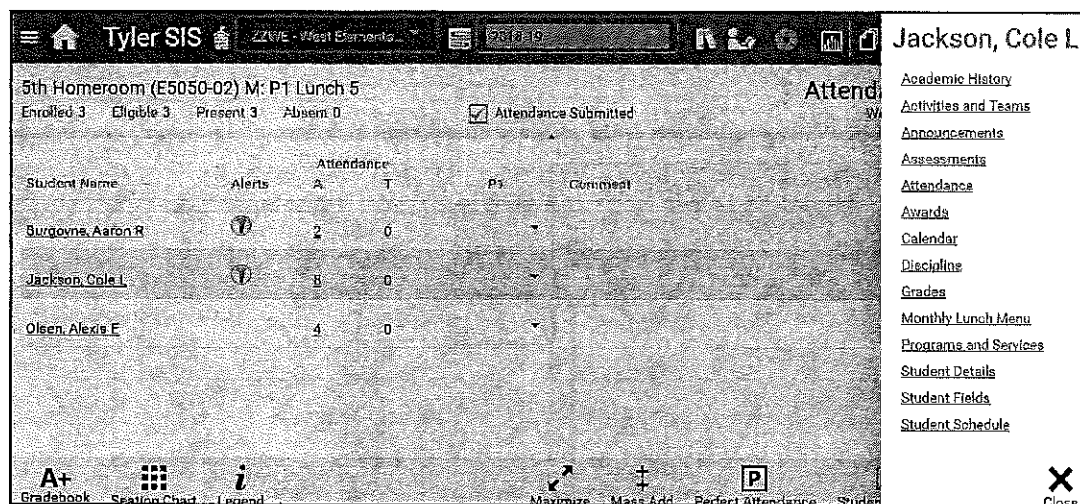 Tyler SIS ZZWE - West Elementa... 2018-19
5th Homeroom (E5050-02) M: P1 Lunch 5 Attend
Enrolled 3 Eligible 3 Present 3 Absent 0 Attendance Submitted
Attendance
Student Name Alerts A T P1 Comment
Burgoyne, Aaron R 2 0
Jackson, Cole L 8 0
Olsen, Alexis E 4 0
A+ i P
Gradebook Seating Chart Legend Maximize Mass Add Perfect Attendance Studen
Jackson, Cole L
Academic History
Activities and Teams
Announcements
Assessments
Attendance
Awards
Calendar
Discipline
Grades
Monthly Lunch Menu
Programs and Services
Student Details
Student Fields
Student Schedule
Close